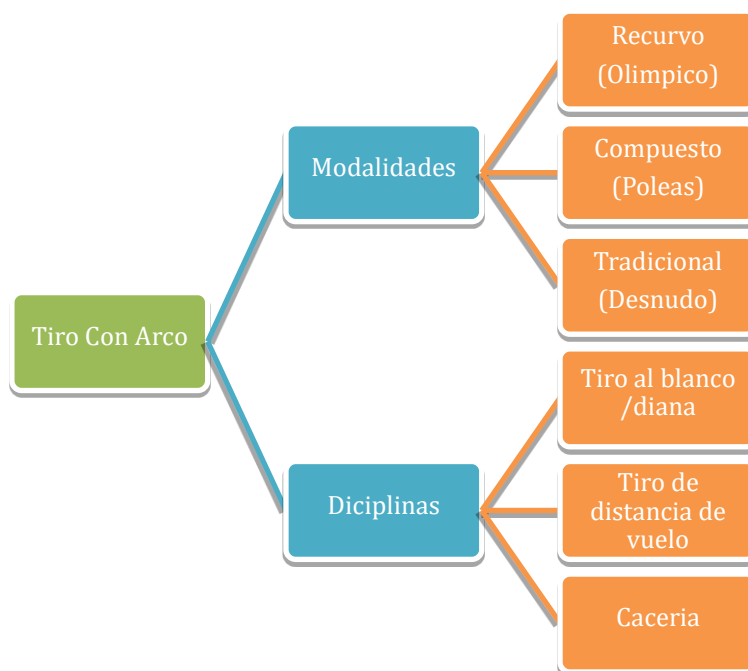 Tiro Con Arco
Modalidades
Recurvo
(Olimpico)
Compuesto
(Poleas)
Tradicional
(Desnudo)
Diciplinas
Tiro al blanco
/diana
Tiro de
distancia de
vuelo
Caceria